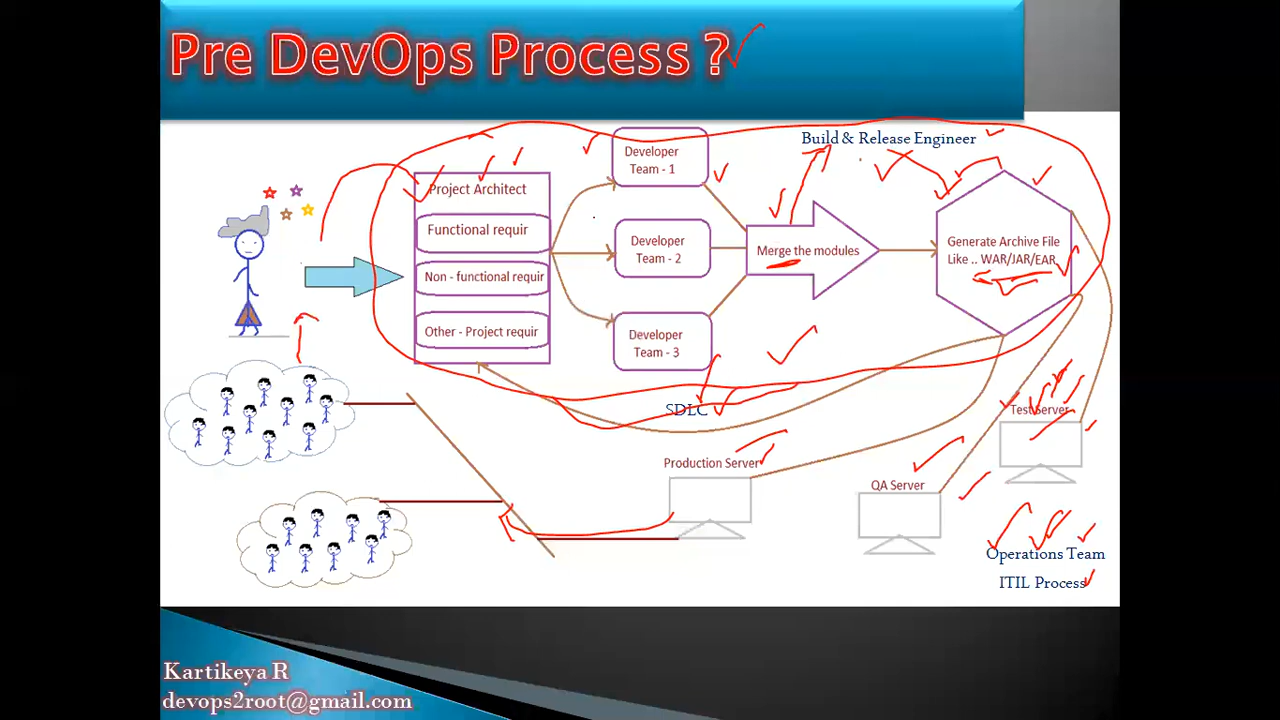 Pre DevOps Process ?
Build & Release Engineer
Project Architect
Functional requir
Non - functional requir
Other - Project requir
Developer
Team - 1
Developer
Team - 2
Developer
Team - 3
Merge the modules
Generate Archive File
Like .. WAR/JAR/EAR
SDLC
Test Server
Production Server
QA Server
Operations Team
ITIL Process
Kartikeya R
devops2root@gmail.com